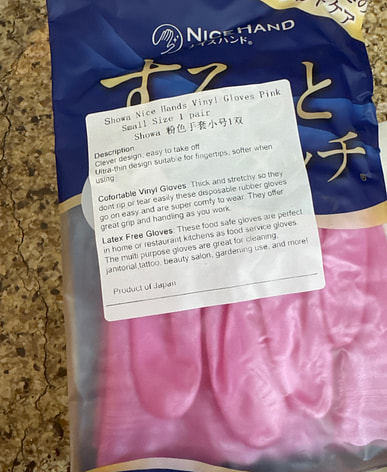 NICE HAND
ナイスハンド®
Showa Nice Hands Vinyl Gloves Pink
Small Size 1 pair
Showa 粉色手套小号1双
Description
Clever design, easy to take off
Ultra-thin design suitable for fingertips, softer when
using
Cofortable Vinyl Gloves: Thick and stretchy so they
dont rip or tear easily these disposable rubber gloves
go on easy and are super comfy to wear. They offer
great grip and handling as you work.
Latex Free Gloves: These food safe gloves are perfect
in home or restaurant kitchens as food service gloves.
The multi purpose gloves are great for cleaning,
janitorial,tattoo, beauty salon, gardening use, and more!
Product of Japan